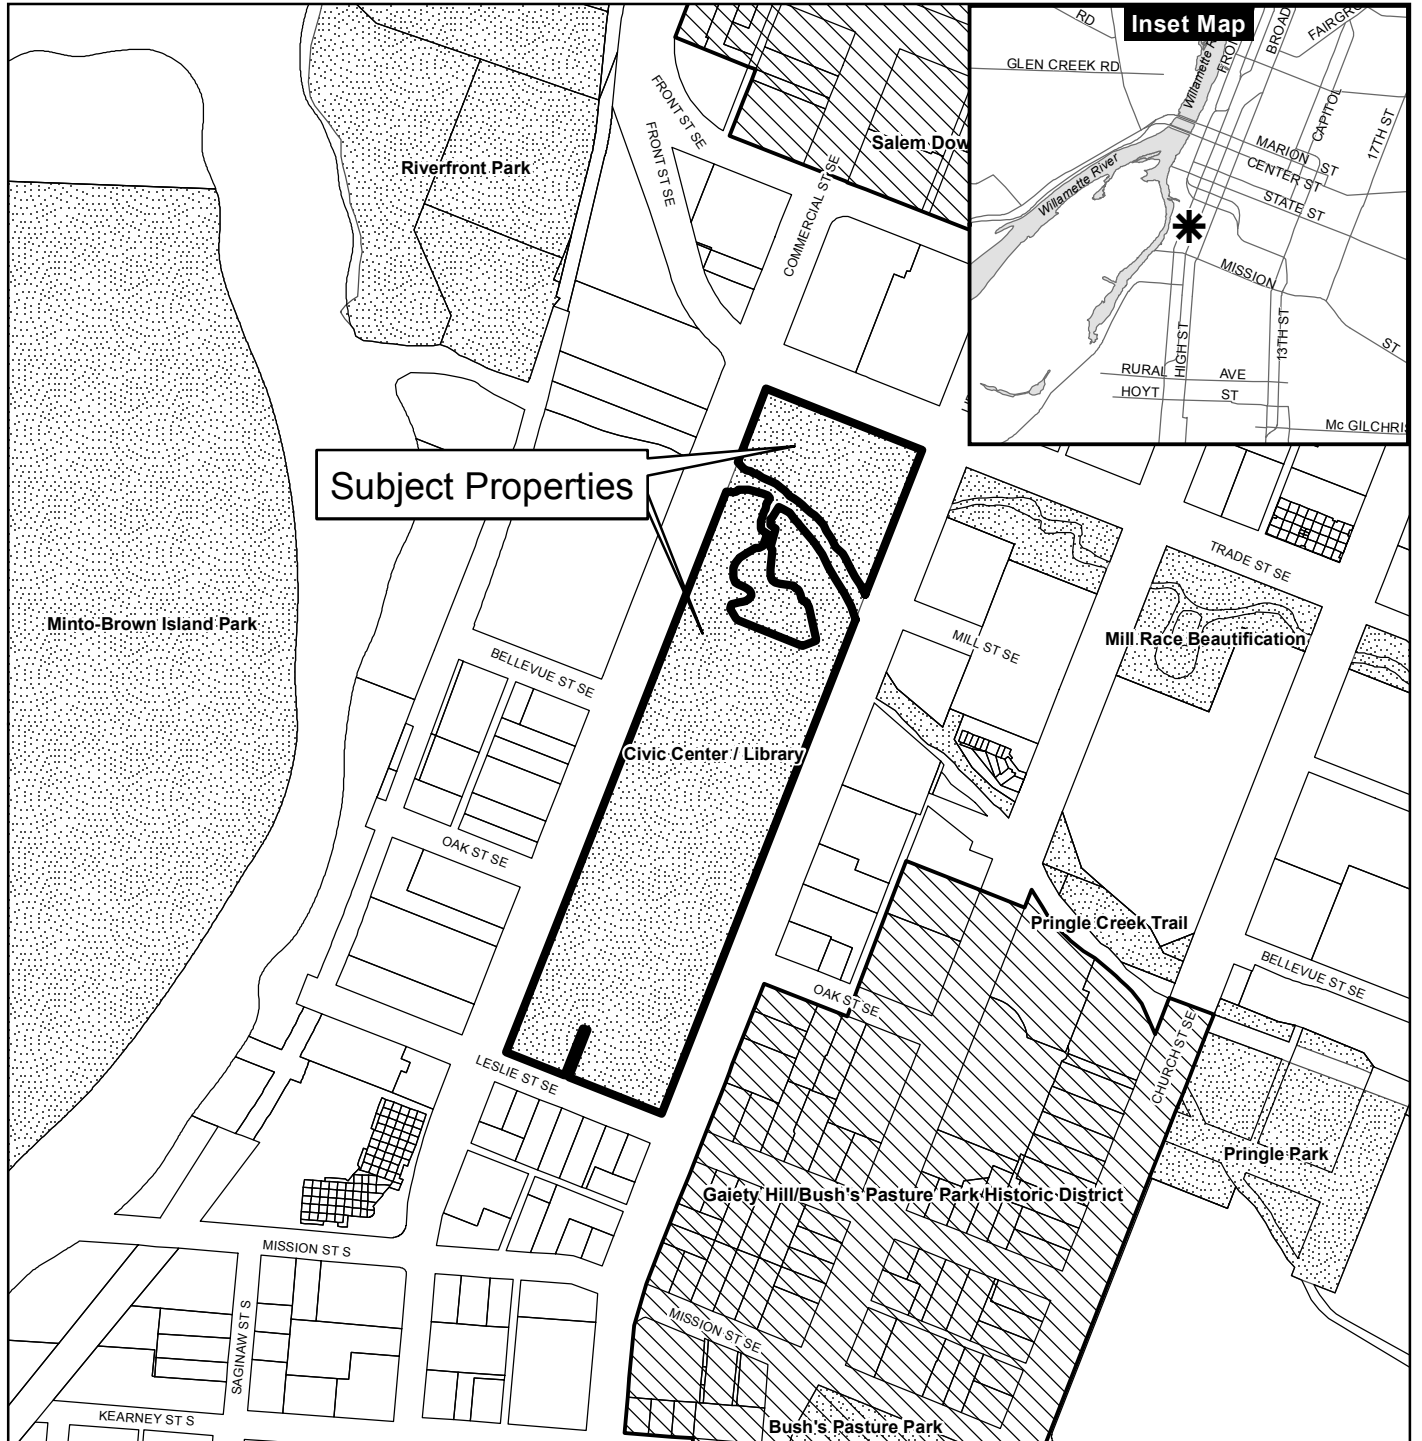 Inset Map
RD
BROAD
FAIRGR
GLEN CREEK RD
Willamette R
FRON
CAPITOL
17TH ST
MARION ST
CENTER ST
STATE ST
Willamette River
MISSION ST
HIGH ST
13TH ST
RURAL AVE
HOYT ST
Mc GILCHRIS
FRONT ST SE
FRONT ST SE
Salem Dow
Riverfront Park
COMMERCIAL ST SE
Subject Properties
TRADE ST SE
Minto-Brown Island Park
MILL ST SE
Mill Race Beautification
BELLEVUE ST SE
Civic Center / Library
OAK ST SE
Pringle Creek Trail
BELLEVUE ST SE
OAK ST SE
CHURCH ST SE
LESLIE ST SE
Pringle Park
Gaiety Hill/Bush's Pasture Park Historic District
MISSION ST S
MISSION ST SE
SAGINAW ST S
KEARNEY ST S
Bush's Pasture Park